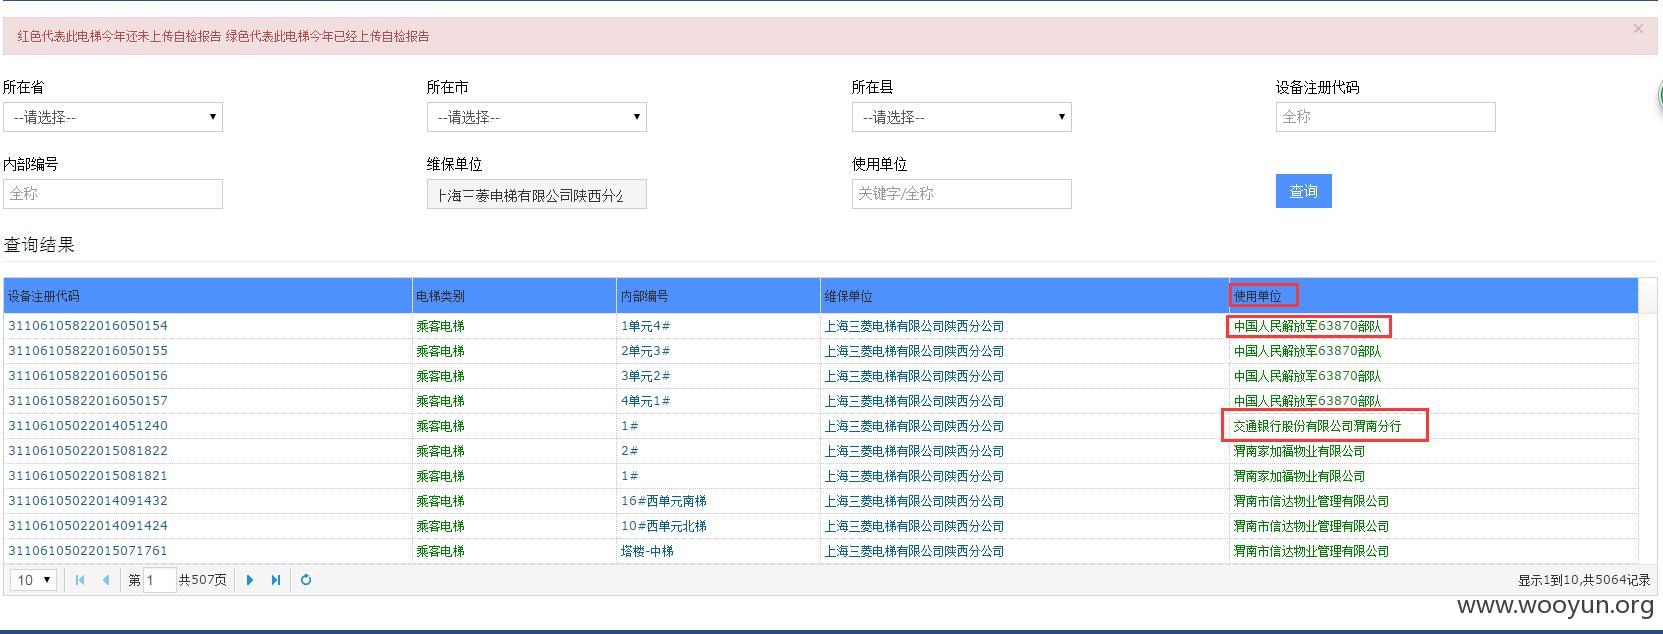 红色代表此电梯今年还未上传自检报告 绿色代表此电梯今年已经上传自检报告 ×
所在省 所在市 所在县 设备注册代码
--请选择-- --请选择-- --请选择-- 全称
内部编号 维保单位 使用单位
全称 上海三菱电梯有限公司陕西分公 关键字/全称 查询
查询结果
设备注册代码 电梯类别 内部编号 维保单位 使用单位
31106105822016050154 乘客电梯 1单元4# 上海三菱电梯有限公司陕西分公司 中国人民解放军63870部队
31106105822016050155 乘客电梯 2单元3# 上海三菱电梯有限公司陕西分公司 中国人民解放军63870部队
31106105822016050156 乘客电梯 3单元2# 上海三菱电梯有限公司陕西分公司 中国人民解放军63870部队
31106105822016050157 乘客电梯 4单元1# 上海三菱电梯有限公司陕西分公司 中国人民解放军63870部队
31106105022014051240 乘客电梯 1# 上海三菱电梯有限公司陕西分公司 交通银行股份有限公司渭南分行
31106105022015081822 乘客电梯 2# 上海三菱电梯有限公司陕西分公司 渭南家加福物业有限公司
31106105022015081821 乘客电梯 1# 上海三菱电梯有限公司陕西分公司 渭南家加福物业有限公司
31106105022014091432 乘客电梯 16#西单元南梯 上海三菱电梯有限公司陕西分公司 渭南市信达物业管理有限公司
31106105022014091424 乘客电梯 10#西单元北梯 上海三菱电梯有限公司陕西分公司 渭南市信达物业管理有限公司
31106105022015071761 乘客电梯 塔楼-中梯 上海三菱电梯有限公司陕西分公司 渭南市信达物业管理有限公司
10 第 1 共507页 显示1到10,共5064记录
www.wooyun.org